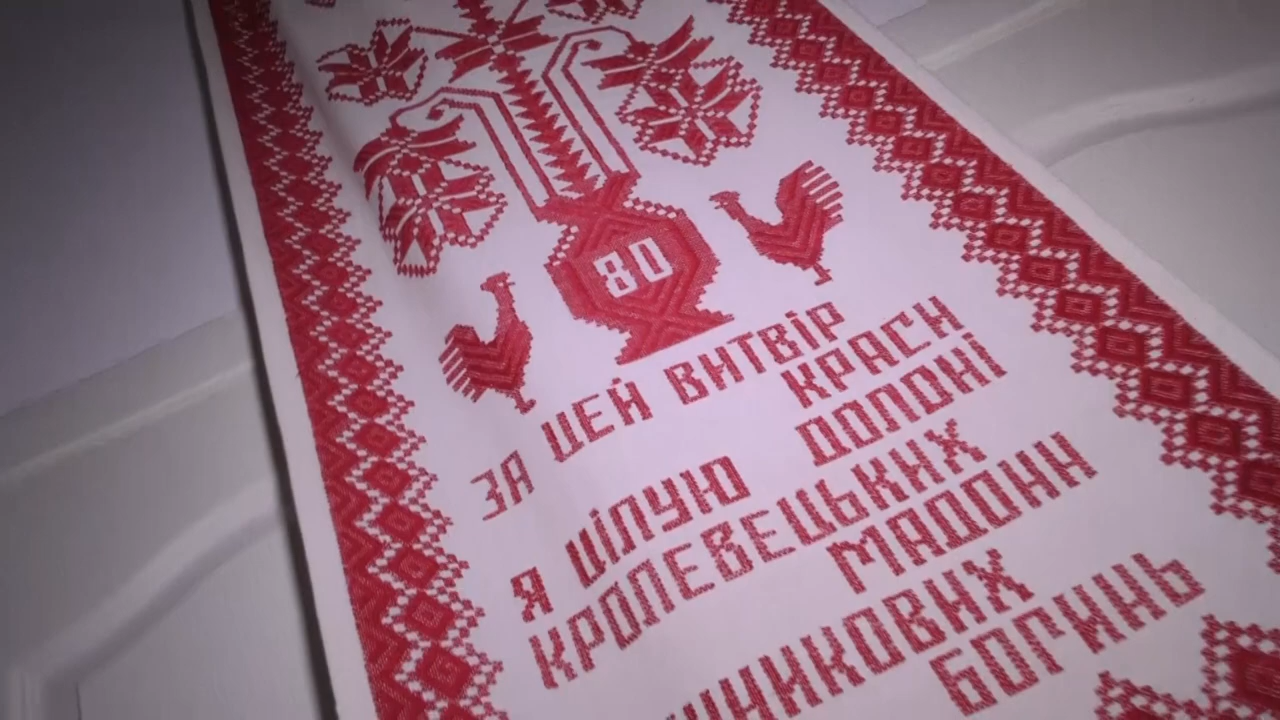 80
ЗА ЦЕЙ ВИТВІР
КРАСИ
Я ЦІЛУЮ ДОЛОНІ
КРОЛЕВЕЦЬКИХ
МАДОНН
БОГИНЬ